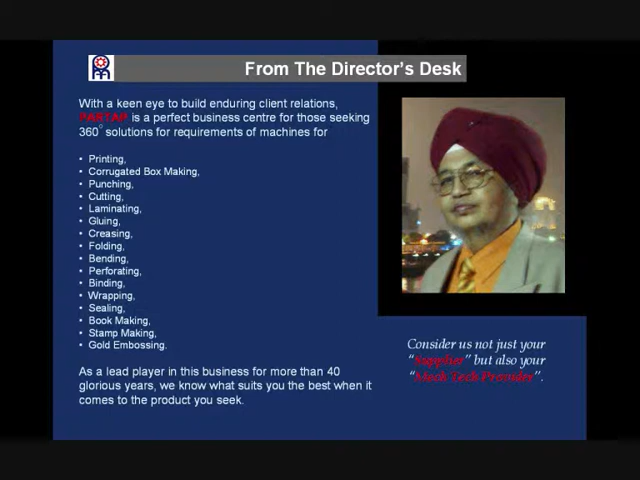 From The Director's Desk
With a keen eye to build enduring client relations,
PARTAP is a perfect business centre for those seeking
360° solutions for requirements of machines for
• Printing,
• Corrugated Box Making,
• Punching,
• Cutting,
• Laminating,
• Gluing,
• Creasing,
• Folding,
• Bending,
• Perforating,
• Binding,
• Wrapping,
• Sealing,
• Book Making,
• Stamp Making,
• Gold Embossing.
As a lead player in this business for more than 40
glorious years, we know what suits you the best when it
comes to the product you seek.
Consider us not just your
“Supplier” but also your
“Mach Tech Provider”.